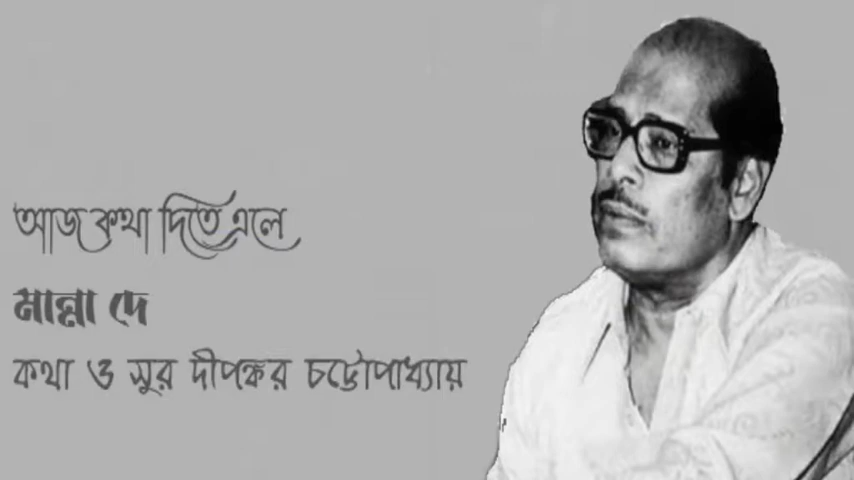 আজ কথা দিতে এলে
মান্না দে
কথা ও সুর দীপঙ্কর চট্টোপাধ্যায়